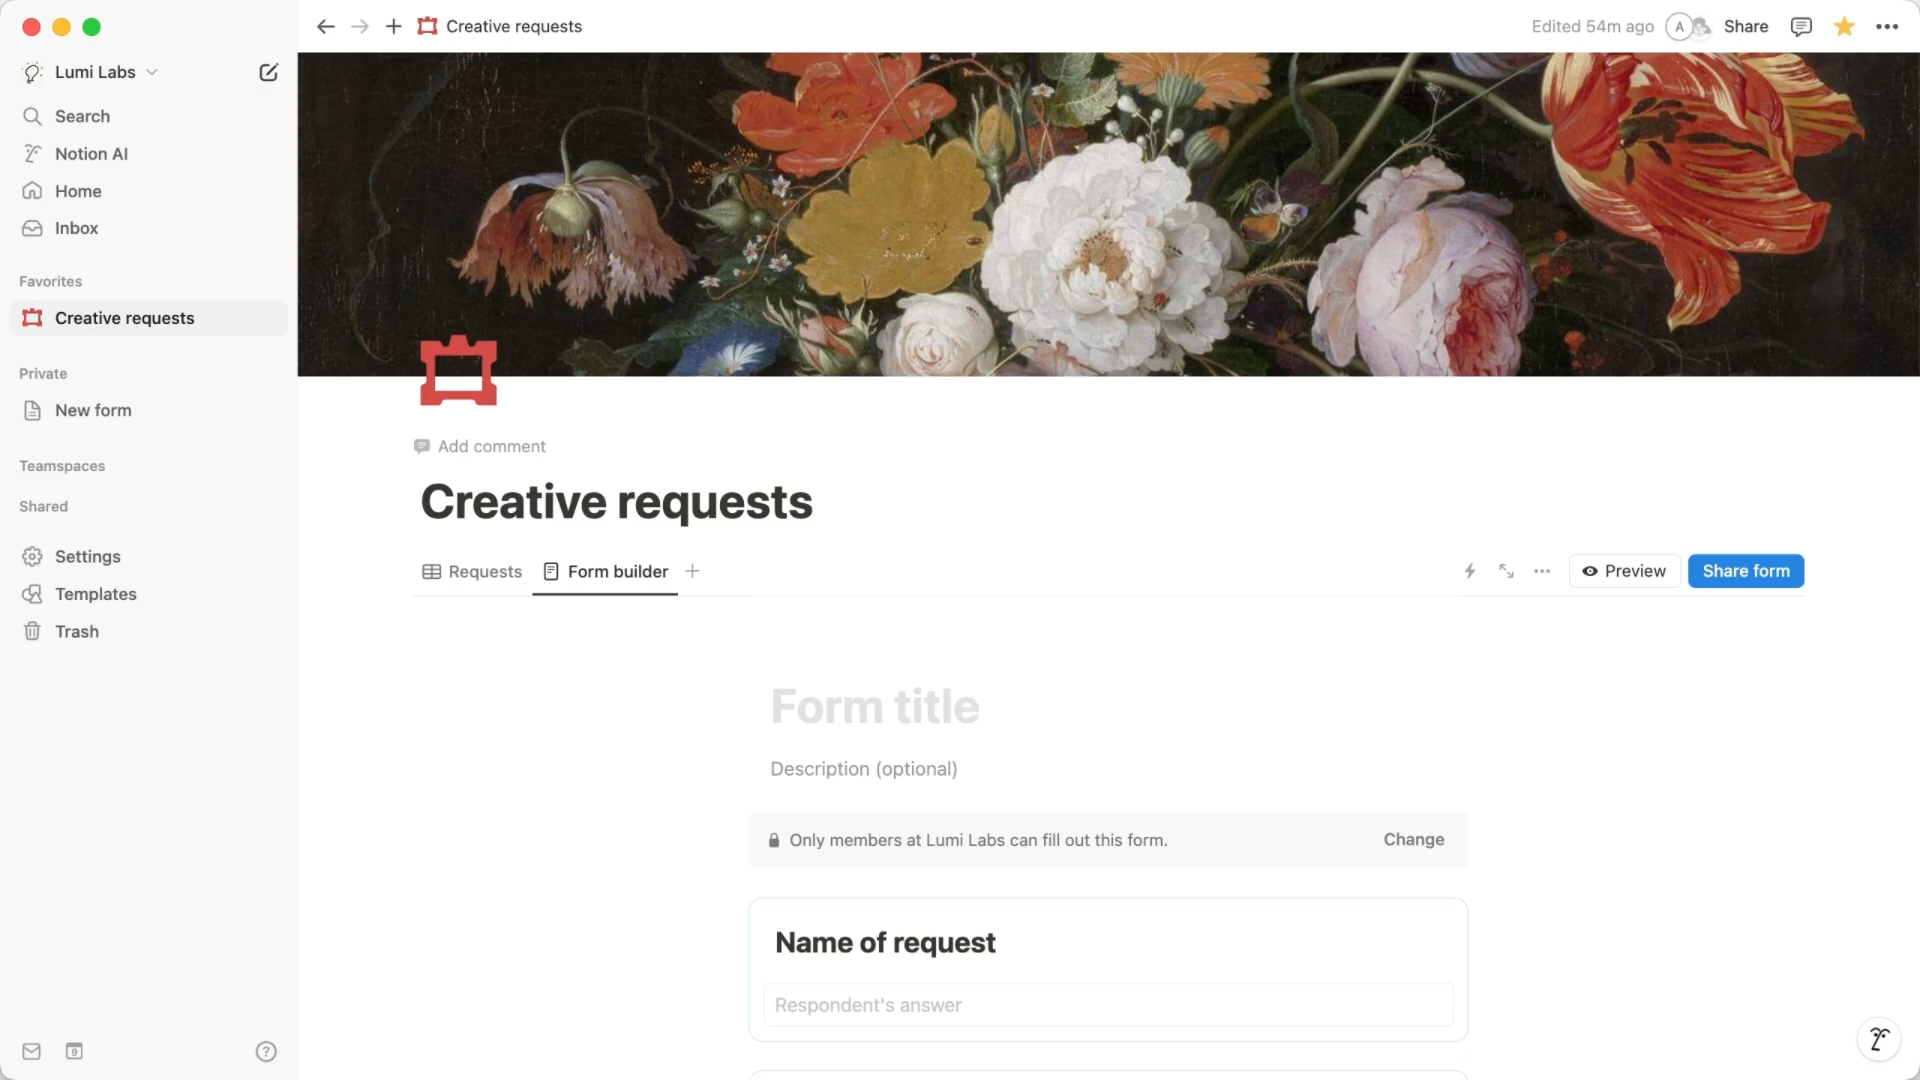 Creative requests
Edited 54m ago
A
Share
Lumi Labs
Search
Notion AI
Home
Inbox
Favorites
Creative requests
Private
New form
Teamspaces
Shared
Settings
Templates
Trash
9
?
Add comment
Creative requests
Requests
Form builder
Preview
Share form
Form title
Description (optional)
Only members at Lumi Labs can fill out this form.
Change
Name of request
Respondent's answer